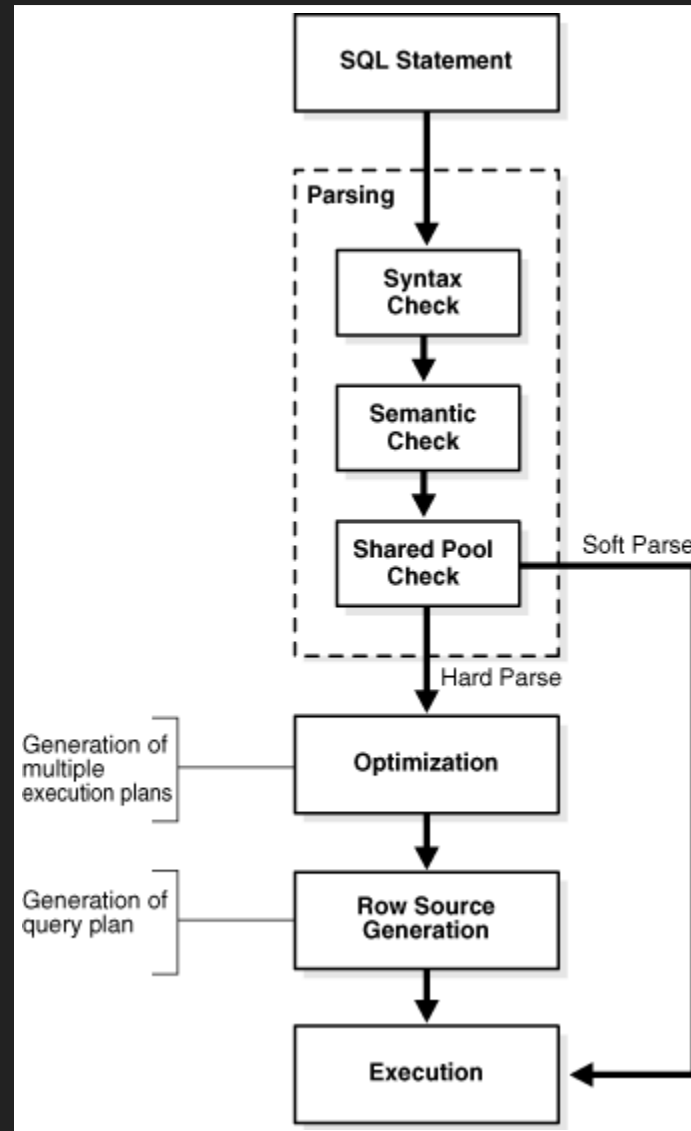 SQL Statement
Parsing
Syntax
Check
Semantic
Check
Shared Pool
Check
Soft Parse
Hard Parse
Generation of
multiple
execution plans
Optimization
Generation of
query plan
Row Source
Generation
Execution